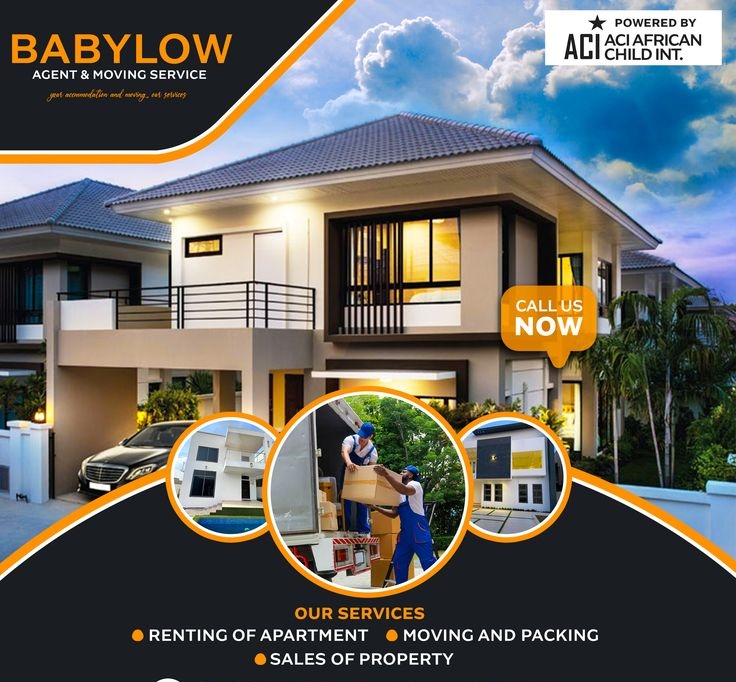 BABYLOW
AGENT & MOVING SERVICE
your accommodation and moving_ our services
POWERED BY
ACI
ACI AFRICAN
CHILD INT.
CALL US
NOW
OUR SERVICES
RENTING OF APARTMENT
MOVING AND PACKING
SALES OF PROPERTY